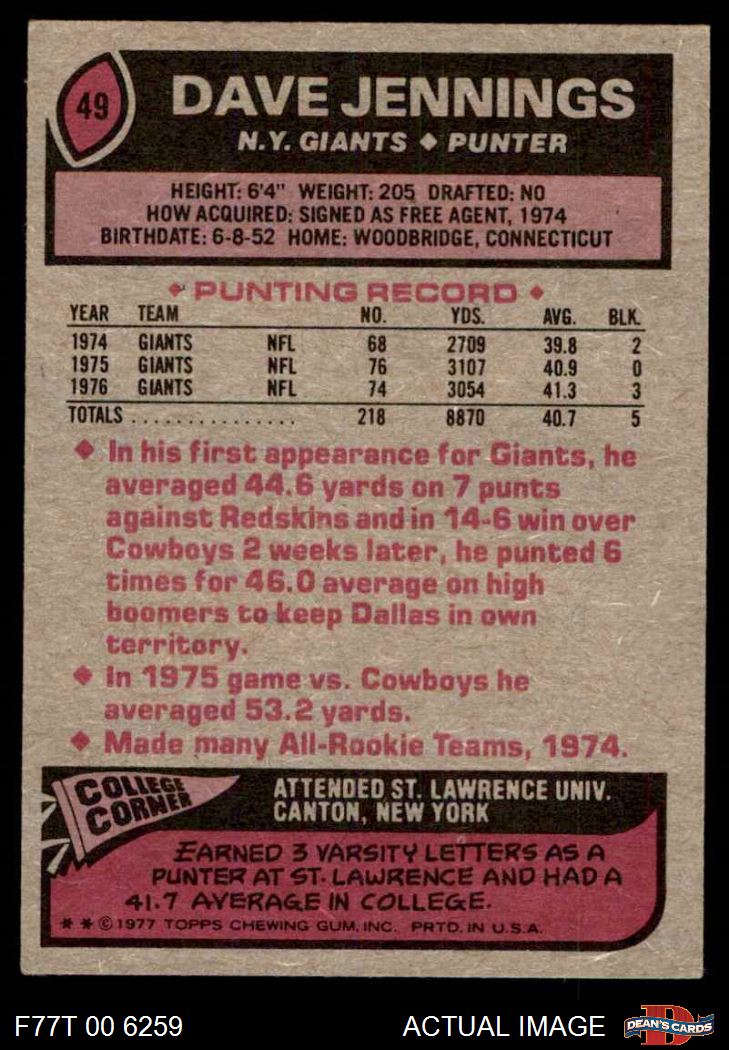 49
DAVE JENNINGS
N.Y. GIANTS ♦ PUNTER
HEIGHT: 6'4" WEIGHT: 205 DRAFTED: NO
HOW ACQUIRED: SIGNED AS FREE AGENT, 1974
BIRTHDATE: 6-8-52 HOME: WOODBRIDGE, CONNECTICUT
♦ PUNTING RECORD ♦
YEAR TEAM NO. YDS. AVG. BLK.
1974 GIANTS NFL 68 2709 39.8 2
1975 GIANTS NFL 76 3107 40.9 0
1976 GIANTS NFL 74 3054 41.3 3
TOTALS ................ 218 8870 40.7 5
♦ In his first appearance for Giants, he
averaged 44.6 yards on 7 punts
against Redskins and in 14-6 win over
Cowboys 2 weeks later, he punted 6
times for 46.0 average on high
boomers to keep Dallas in own
territory.
♦ In 1975 game vs. Cowboys he
averaged 53.2 yards.
♦ Made many All-Rookie Teams, 1974.
COLLEGE
CORNER
ATTENDED ST. LAWRENCE UNIV.
CANTON, NEW YORK
EARNED 3 VARSITY LETTERS AS A
PUNTER AT ST. LAWRENCE AND HAD A
41.7 AVERAGE IN COLLEGE.
* * © 1977 TOPPS CHEWING GUM, INC. PRTD. IN U.S.A.
F77T 00 6259 ACTUAL IMAGE
D
DEAN'S CARDS